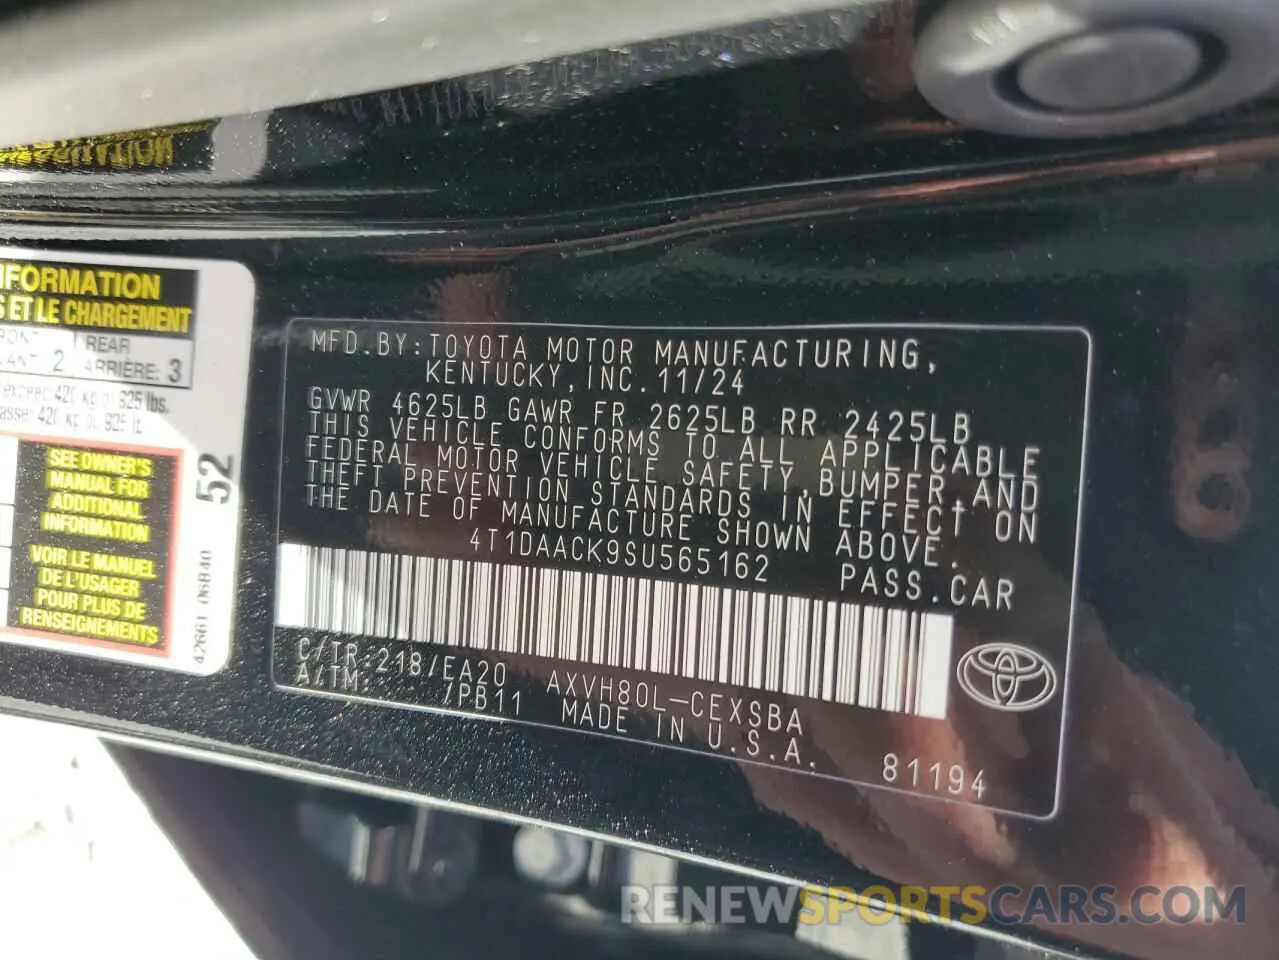 INFORMATION
ET LE CHARGEMENT
2
REAR
ARRIÈRE: 3
SEE OWNER'S
MANUAL FOR
ADDITIONAL
INFORMATION
VOIR LE MANUEL
DE L'USAGER
POUR PLUS DE
RENSEIGNEMENTS
52
42661 06B40
MFD.BY:TOYOTA MOTOR MANUFACTURING,
KENTUCKY,INC.11/24
GVWR 4625LB GAWR FR 2625LB RR 2425LB
THIS VEHICLE CONFORMS TO ALL APPLICABLE
FEDERAL MOTOR VEHICLE SAFETY,BUMPER,AND
THEFT PREVENTION STANDARDS IN EFFECT ON
THE DATE OF MANUFACTURE SHOWN ABOVE.
4T1DAACK9SU565162
PASS.CAR
C/TR:218/EA20 AXVH80L-CEXSBA
A/TM: /PB11 MADE IN U.S.A.
81194
RENEWSPORTSCARS.COM